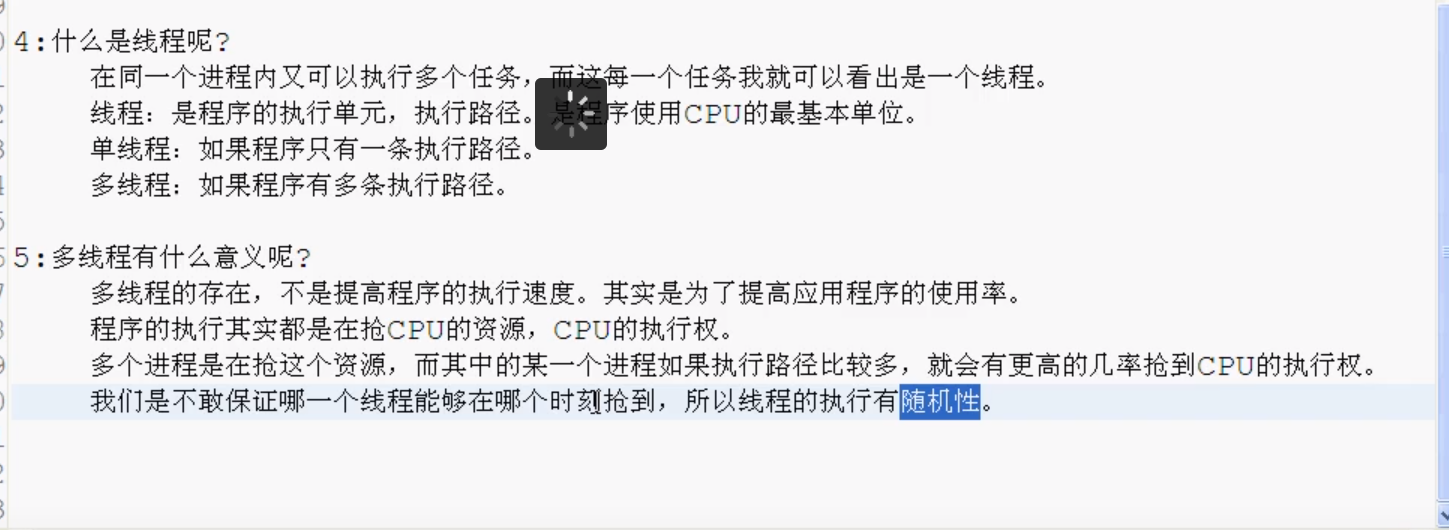 4:什么是线程呢?
在同一个进程内又可以执行多个任务,而这每一个任务我就可以看出是一个线程。
线程:是程序的执行单元,执行路径。是程序使用CPU的最基本单位。
单线程:如果程序只有一条执行路径。
多线程:如果程序有多条执行路径。
5:多线程有什么意义呢?
多线程的存在,不是提高程序的执行速度。其实是为了提高应用程序的使用率。
程序的执行其实都是在抢CPU的资源,CPU的执行权。
多个进程是在抢这个资源,而其中的某一个进程如果执行路径比较多,就会有更高的几率抢到CPU的执行权。
我们是不敢保证哪一个线程能够在哪个时刻抢到,所以线程的执行有随机性。